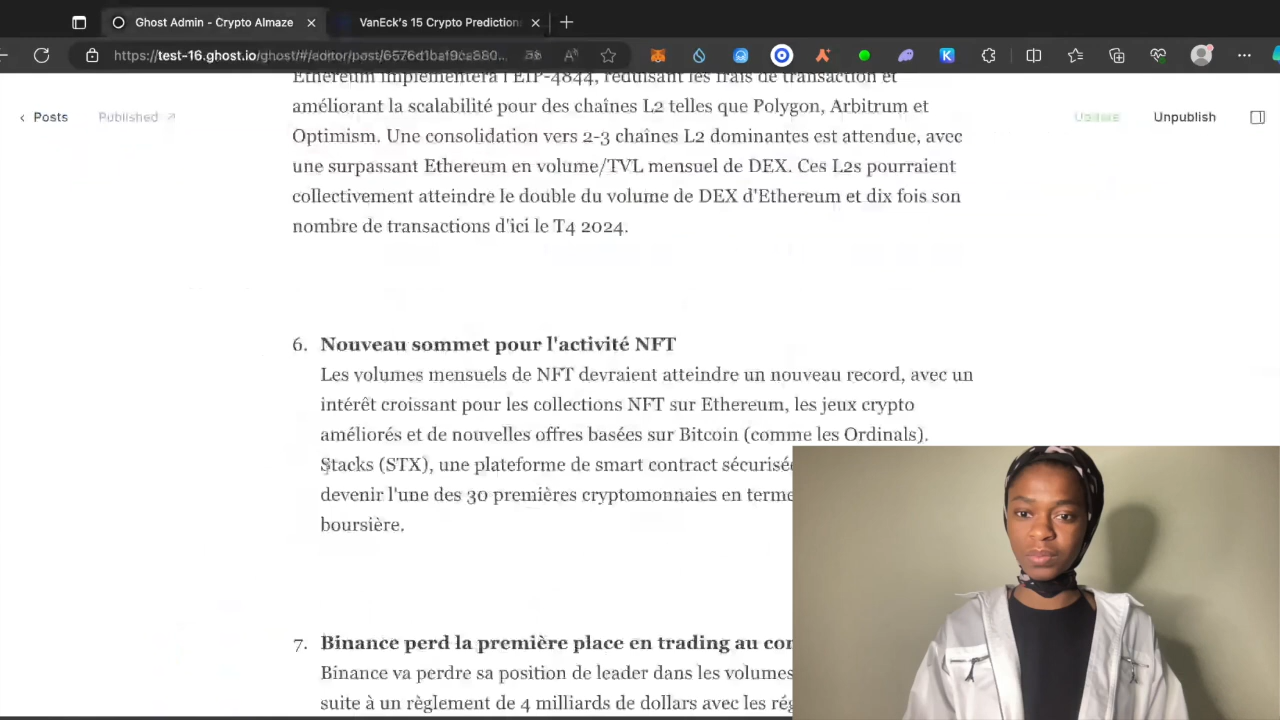 Ghost Admin - Crypto Almaze
VanEck's 15 Crypto Prediction
https://test-16.ghost.io/ghost/#/editor/post/
Posts
Published
Update
Unpublish
Ethereum implémentera l'EIP-4844, réduisant les frais de transaction et
améliorant la scalabilité pour des chaînes L2 telles que Polygon, Arbitrum et
Optimism. Une consolidation vers 2-3 chaînes L2 dominantes est attendue, avec
une surpassant Ethereum en volume/TVL mensuel de DEX. Ces L2s pourraient
collectivement atteindre le double du volume de DEX d'Ethereum et dix fois son
nombre de transactions d'ici le T4 2024.
6. Nouveau sommet pour l'activité NFT
Les volumes mensuels de NFT devraient atteindre un nouveau record, avec un
intérêt croissant pour les collections NFT sur Ethereum, les jeux crypto
améliorés et de nouvelles offres basées sur Bitcoin (comme les Ordinals).
Stacks (STX), une plateforme de smart contract sécurisé
devenir l'une des 30 premières cryptomonnaies en terme
boursière.
7. Binance perd la première place en trading au co
Binance va perdre sa position de leader dans les volumes
suite à un règlement de 4 milliards de dollars avec les rég